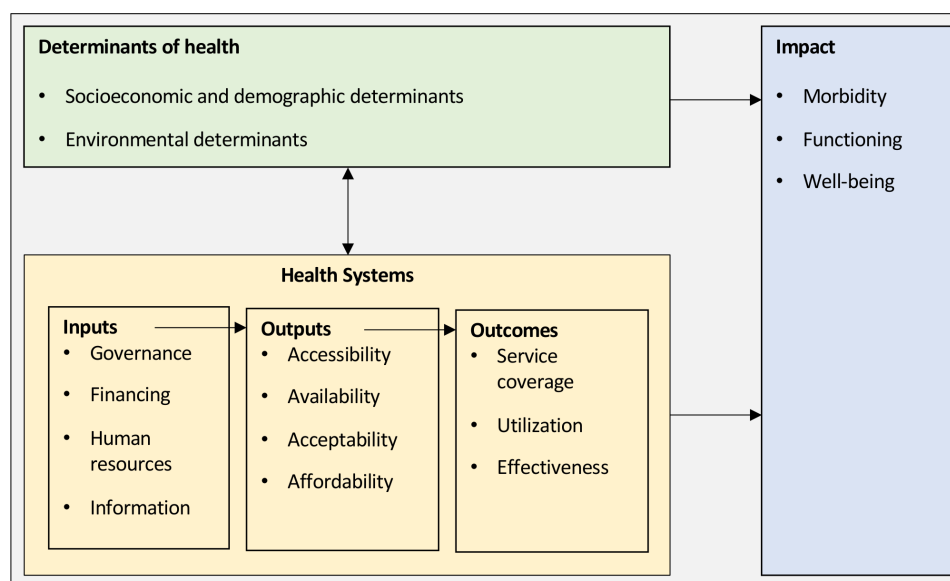 Determinants of health
• Socioeconomic and demographic determinants
• Environmental determinants
Impact
• Morbidity
• Functioning
• Well-being
Health Systems
Inputs
• Governance
• Financing
• Human
resources
• Information
Outputs
• Accessibility
• Availability
• Acceptability
• Affordability
Outcomes
• Service
coverage
• Utilization
• Effectiveness